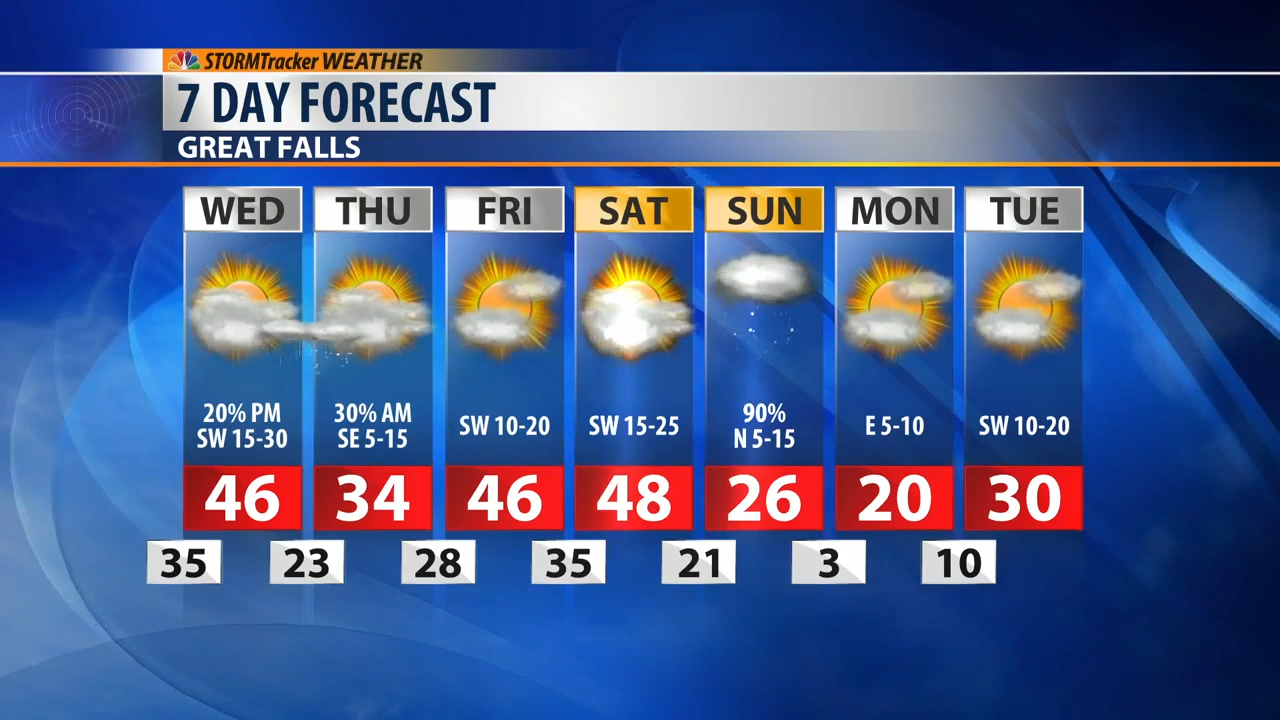 STORMTracker WEATHER
7 DAY FORECAST
GREAT FALLS
WED THU FRI SAT SUN MON TUE
20% PM 30% AM SW 10-20 SW 15-25 90% E 5-10 SW 10-20
SW 15-30 SE 5-15 N 5-15
46 34 46 48 26 20 30
35 23 28 35 21 3 10